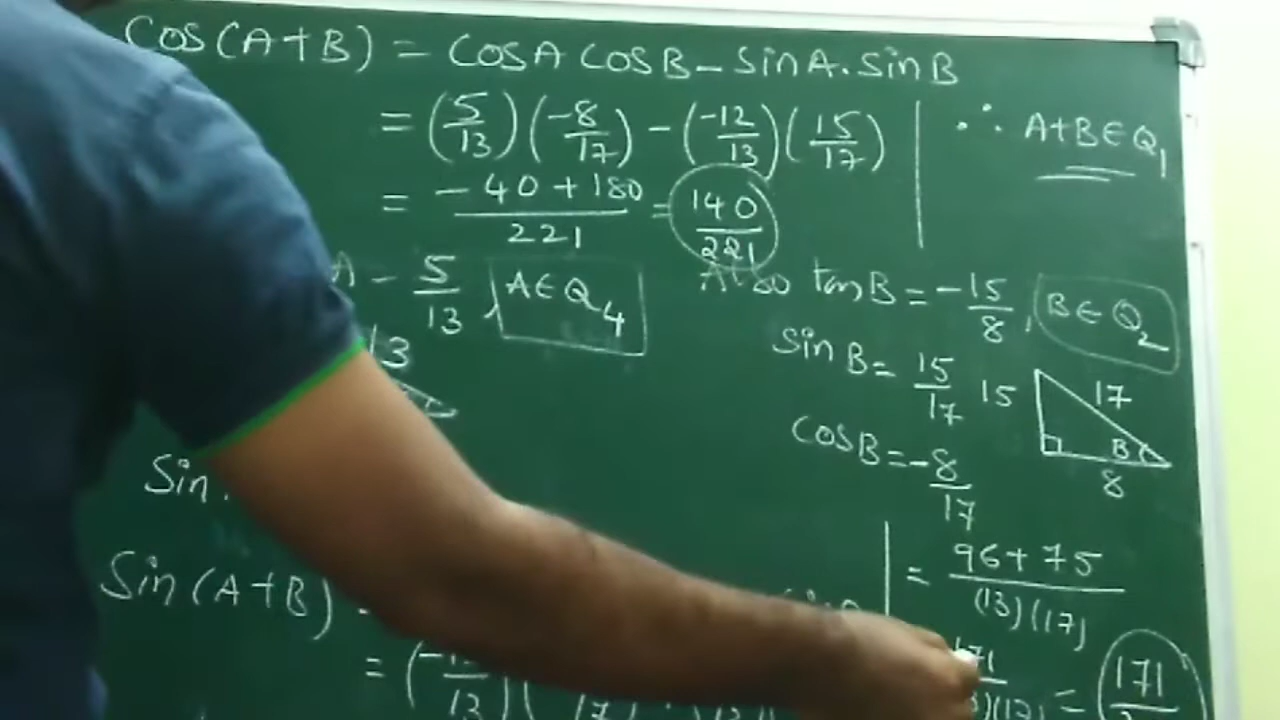 Cos(A+B) = CosA CosB - SinA. SinB
= (5/13)(-8/17) - (-12/13)(15/17)
= (-40+180)/221 = 140/221
∴ A+B∈Q1
A = 5/13, A∈Q4
13
Also tanB = -15/8, B∈Q2
SinB = 15/17
15 17
B
8
CosB = -8/17
Sin
Sin(A+B) =
= (96+75)/(13)(17)
171 = 171
13
17